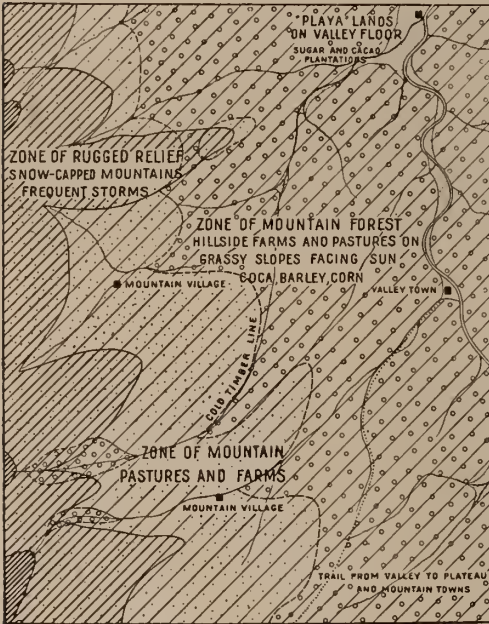 "PLAYA" LANDS
ON VALLEY FLOOR
SUGAR AND CACAO
PLANTATIONS
ZONE OF RUGGED RELIEF
SNOW-CAPPED MOUNTAINS
FREQUENT STORMS
ZONE OF MOUNTAIN FOREST
HILLSIDE FARMS AND PASTURES ON
GRASSY SLOPES FACING SUN
COCA, BARLEY, CORN
MOUNTAIN VILLAGE
VALLEY TOWN
COLD TIMBER LINE
ZONE OF MOUNTAIN
PASTURES AND FARMS
MOUNTAIN VILLAGE
TRAIL FROM VALLEY TO PLATEAU
AND MOUNTAIN TOWNS